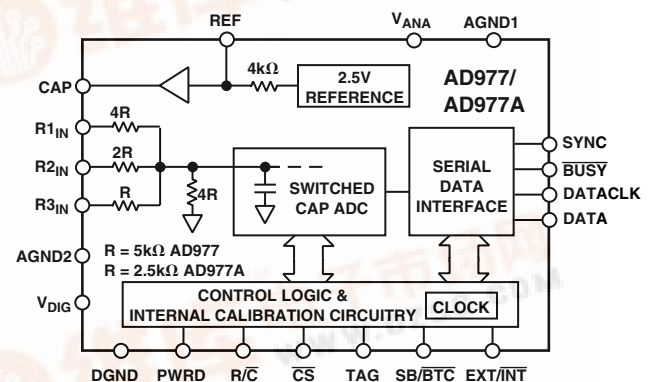 REF
VANA
AGND1
4kΩ
2.5V
REFERENCE
AD977/
AD977A
CAP
R1IN
4R
R2IN
2R
R3IN
R
4R
SWITCHED
CAP ADC
SERIAL
DATA
INTERFACE
SYNC
BUSY
DATACLK
DATA
AGND2
R = 5kΩ AD977
R = 2.5kΩ AD977A
VDIG
CONTROL LOGIC &
INTERNAL CALIBRATION CIRCUITRY
CLOCK
DGND PWRD R/C CS TAG SB/BTC EXT/INT